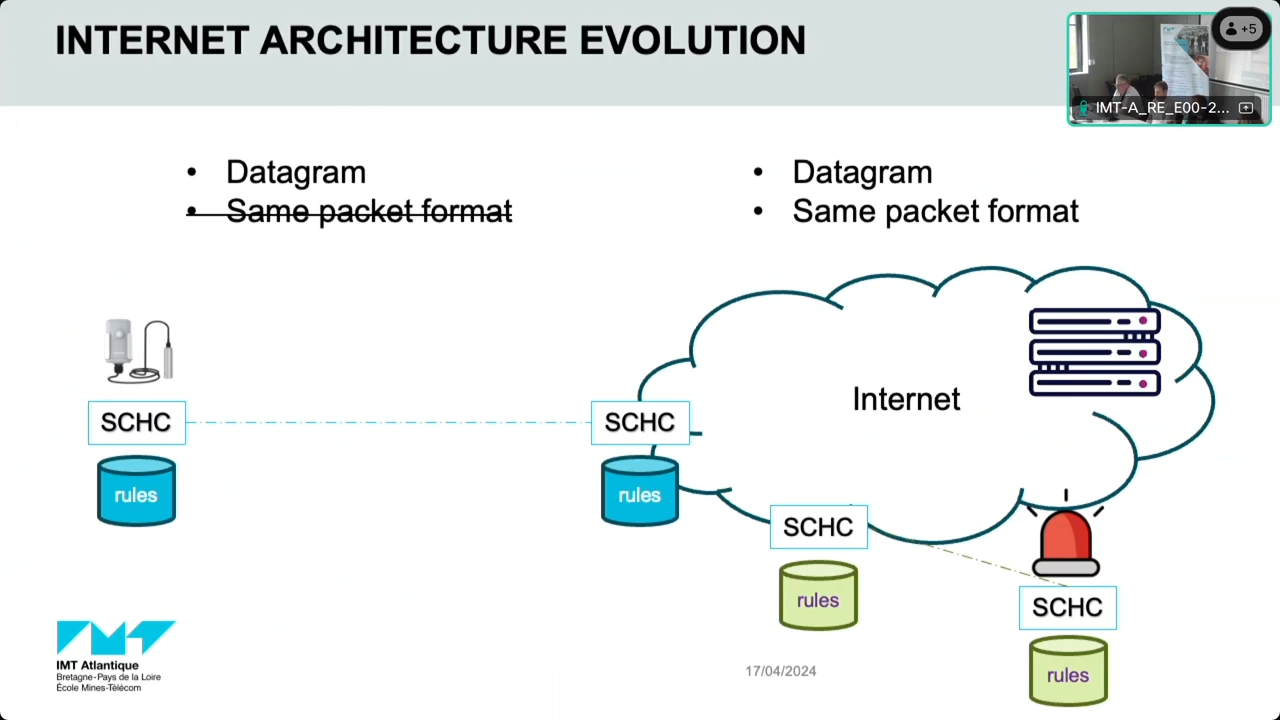 INTERNET ARCHITECTURE EVOLUTION
+5
IMT-A_RE_E00-2...
• Datagram
• Same packet format
• Datagram
• Same packet format
SCHC
rules
SCHC
rules
Internet
SCHC
rules
SCHC
rules
IMT Atlantique
Bretagne-Pays de la Loire
École Mines-Télécom
17/04/2024